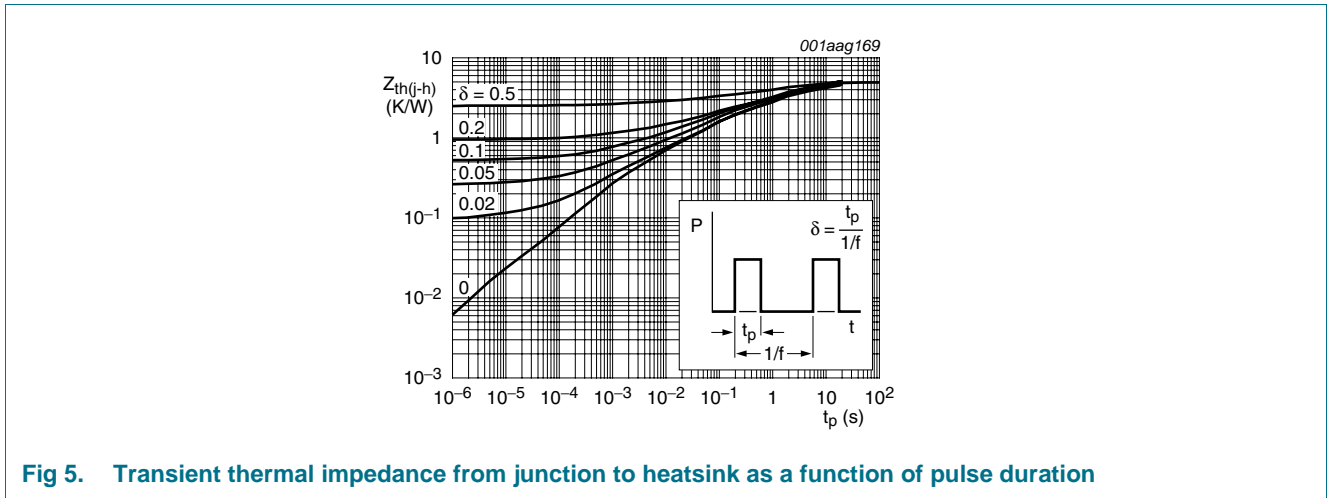 001aag169
10
Zth(j-h)
(K/W)
δ = 0.5
1
0.2
0.1
0.05
10−1
0.02
10−2
0
10−3
P
δ = tp
1/f
tp
t
1/f
10−6 10−5 10−4 10−3 10−2 10−1 1 10 102
tp (s)
Fig 5. Transient thermal impedance from junction to heatsink as a function of pulse duration